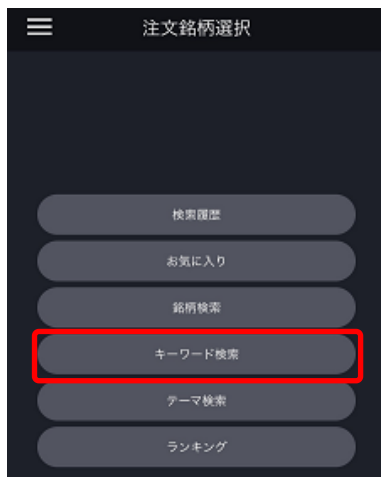 注文銘柄選択
検索履歴
お気に入り
銘柄検索
キーワード検索
テーマ検索
ランキング